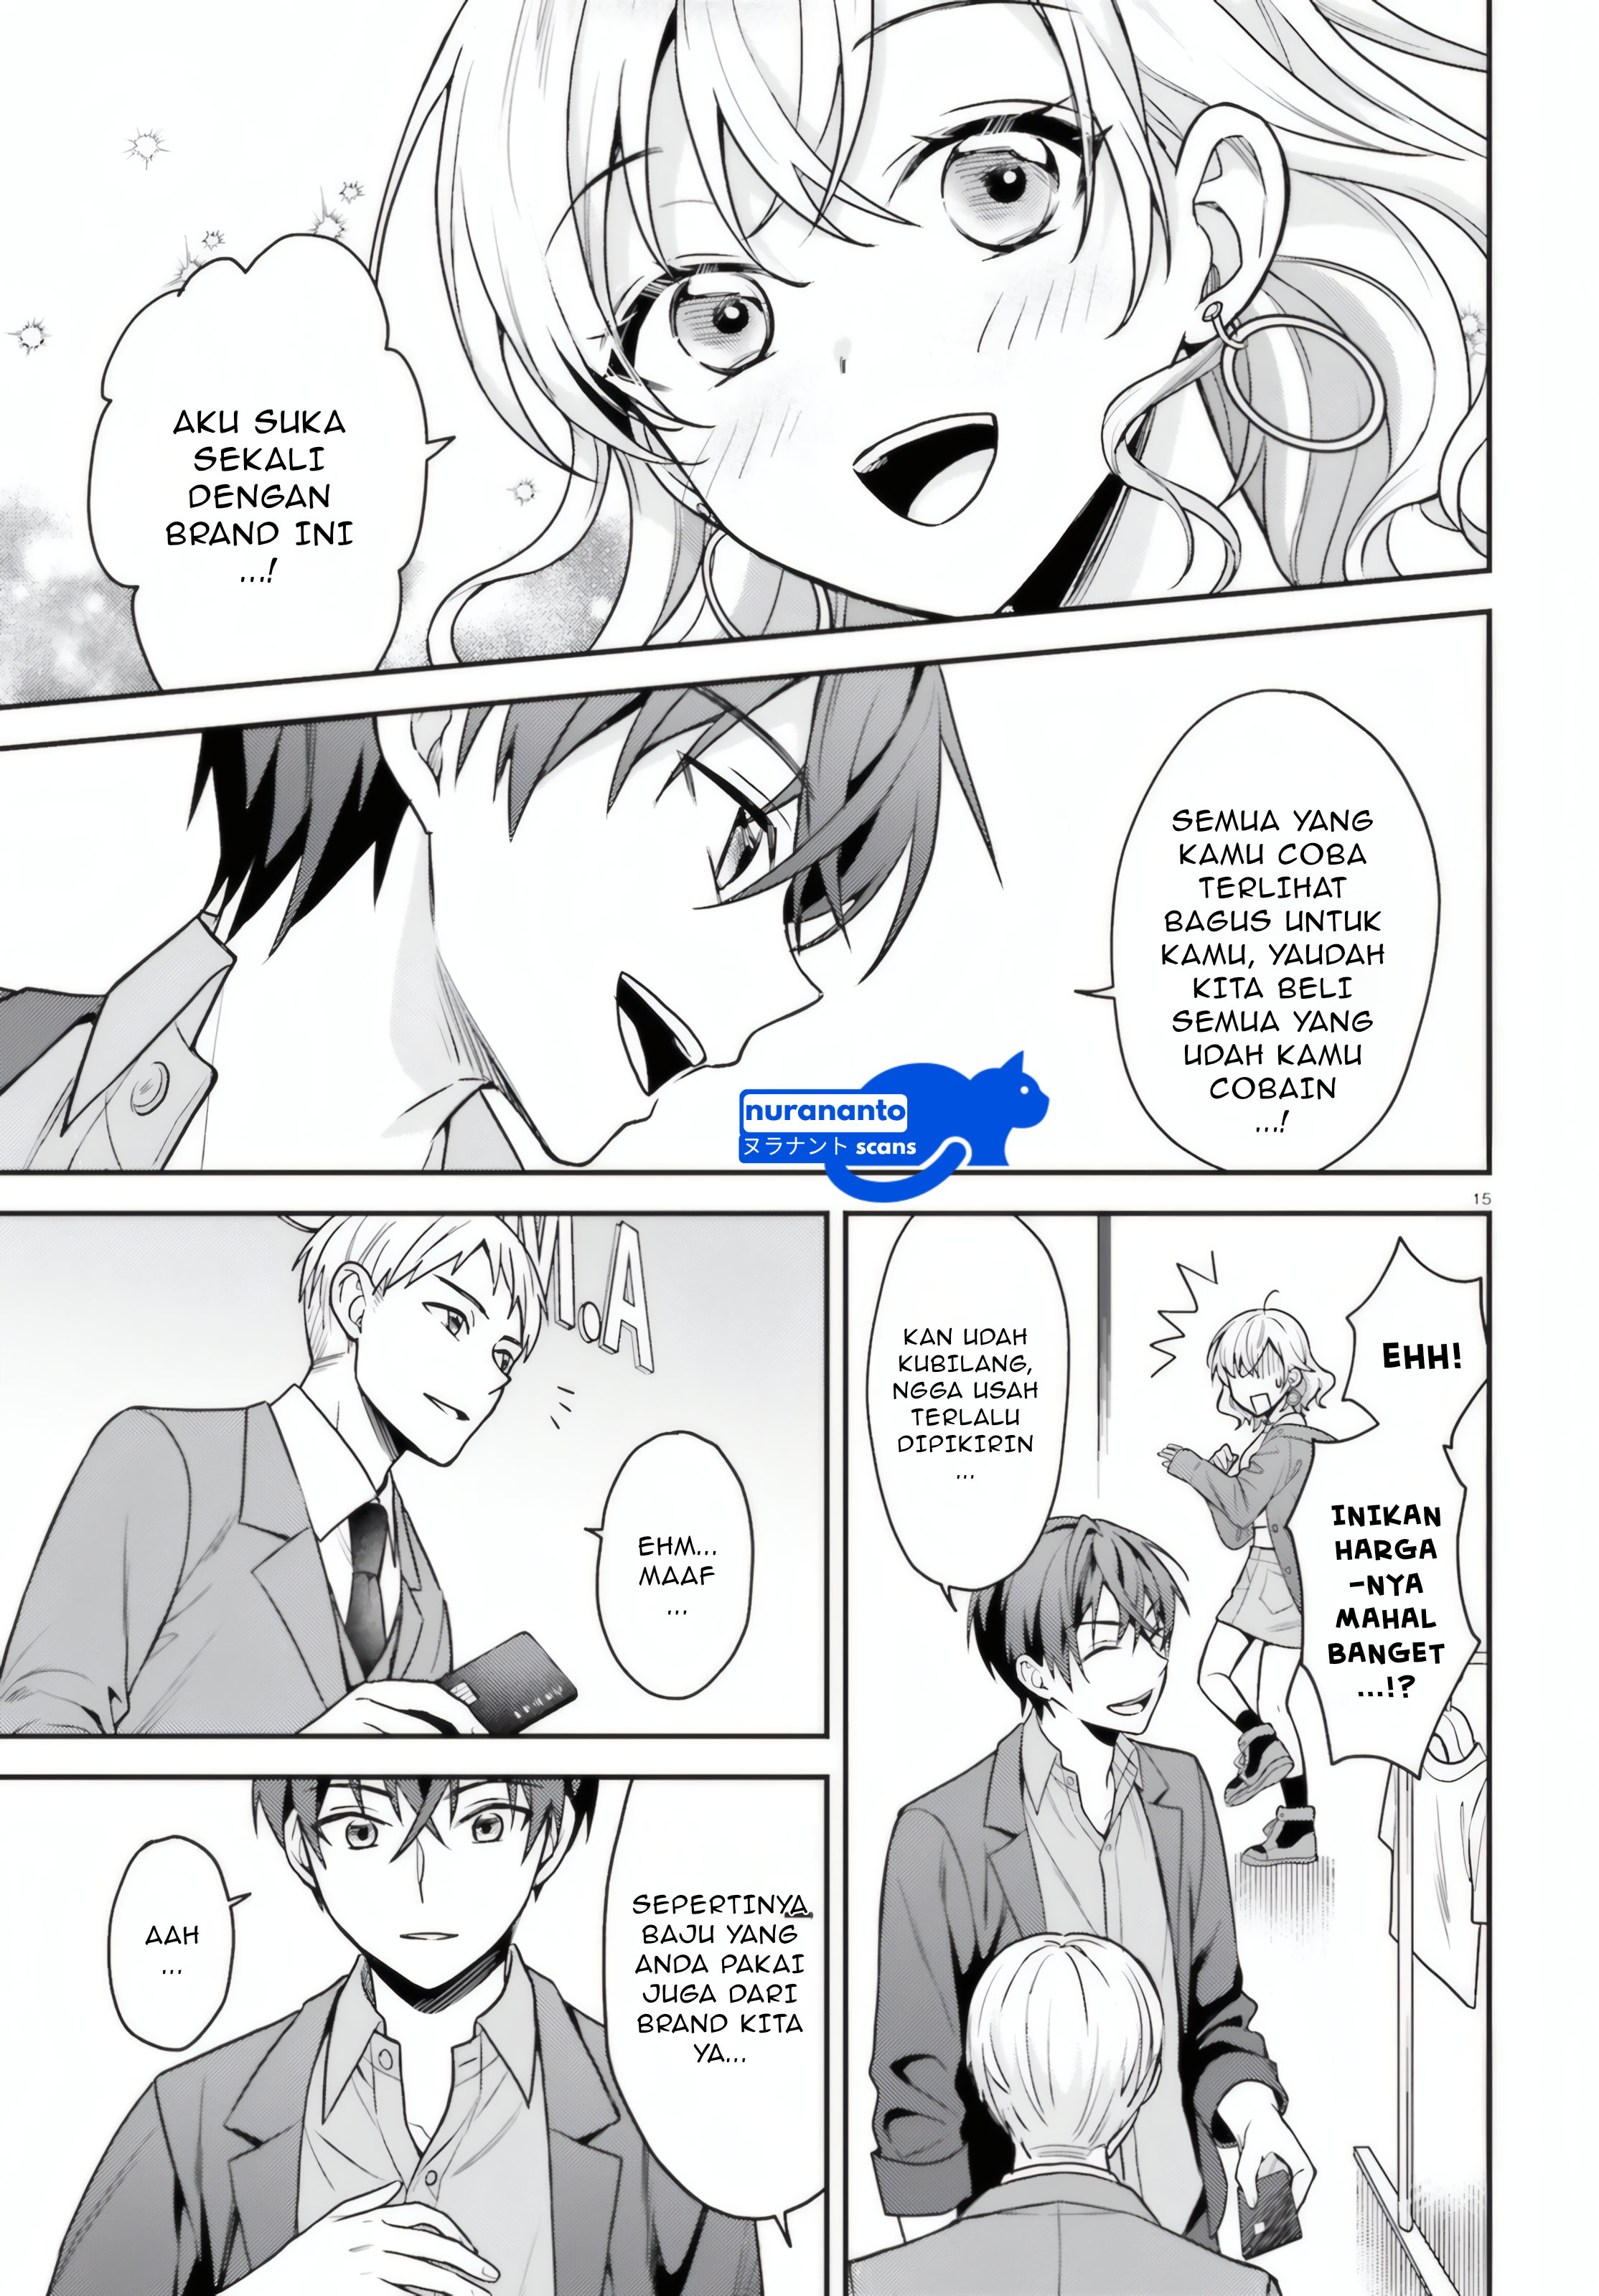 AKU SUKA
SEKALI
DENGAN
BRAND INI
...!
SEMUA YANG
KAMU COBA
TERLIHAT
BAGUS UNTUK
KAMU, YAUDAH
KITA BELI
SEMUA YANG
UDAH KAMU
COBAIN
...!
nurananto
ヌラナント scans
15
EHH!
INIKAN
HARGA
-NYA
MAHAL
BANGET
...!?
KAN UDAH
KUBILANG,
NGGA USAH
TERLALU
DIPIKIRIN
...
M.A
EHM...
MAAF
...
SEPERTINYA
BAJU YANG
ANDA PAKAI
JUGA DARI
BRAND KITA
YA...
AAH
...